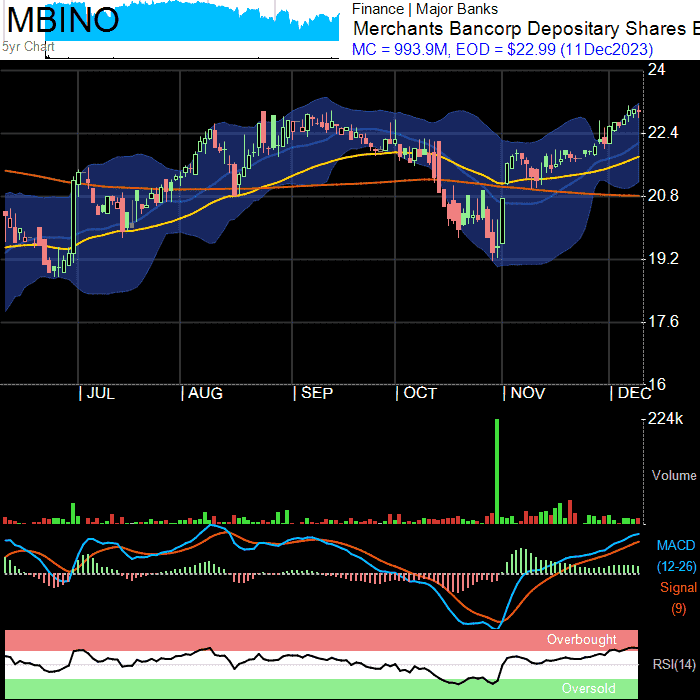 MBINO
Finance | Major Banks
Merchants Bancorp Depositary Shares
5yr Chart
MC = 993.9M, EOD = $22.99 (11Dec2023)
24
22.4
20.8
19.2
17.6
16
| JUL | AUG | SEP | OCT | NOV | DEC
224k
Volume
MACD
(12-26)
Signal
(9)
Overbought
RSI(14)
Oversold